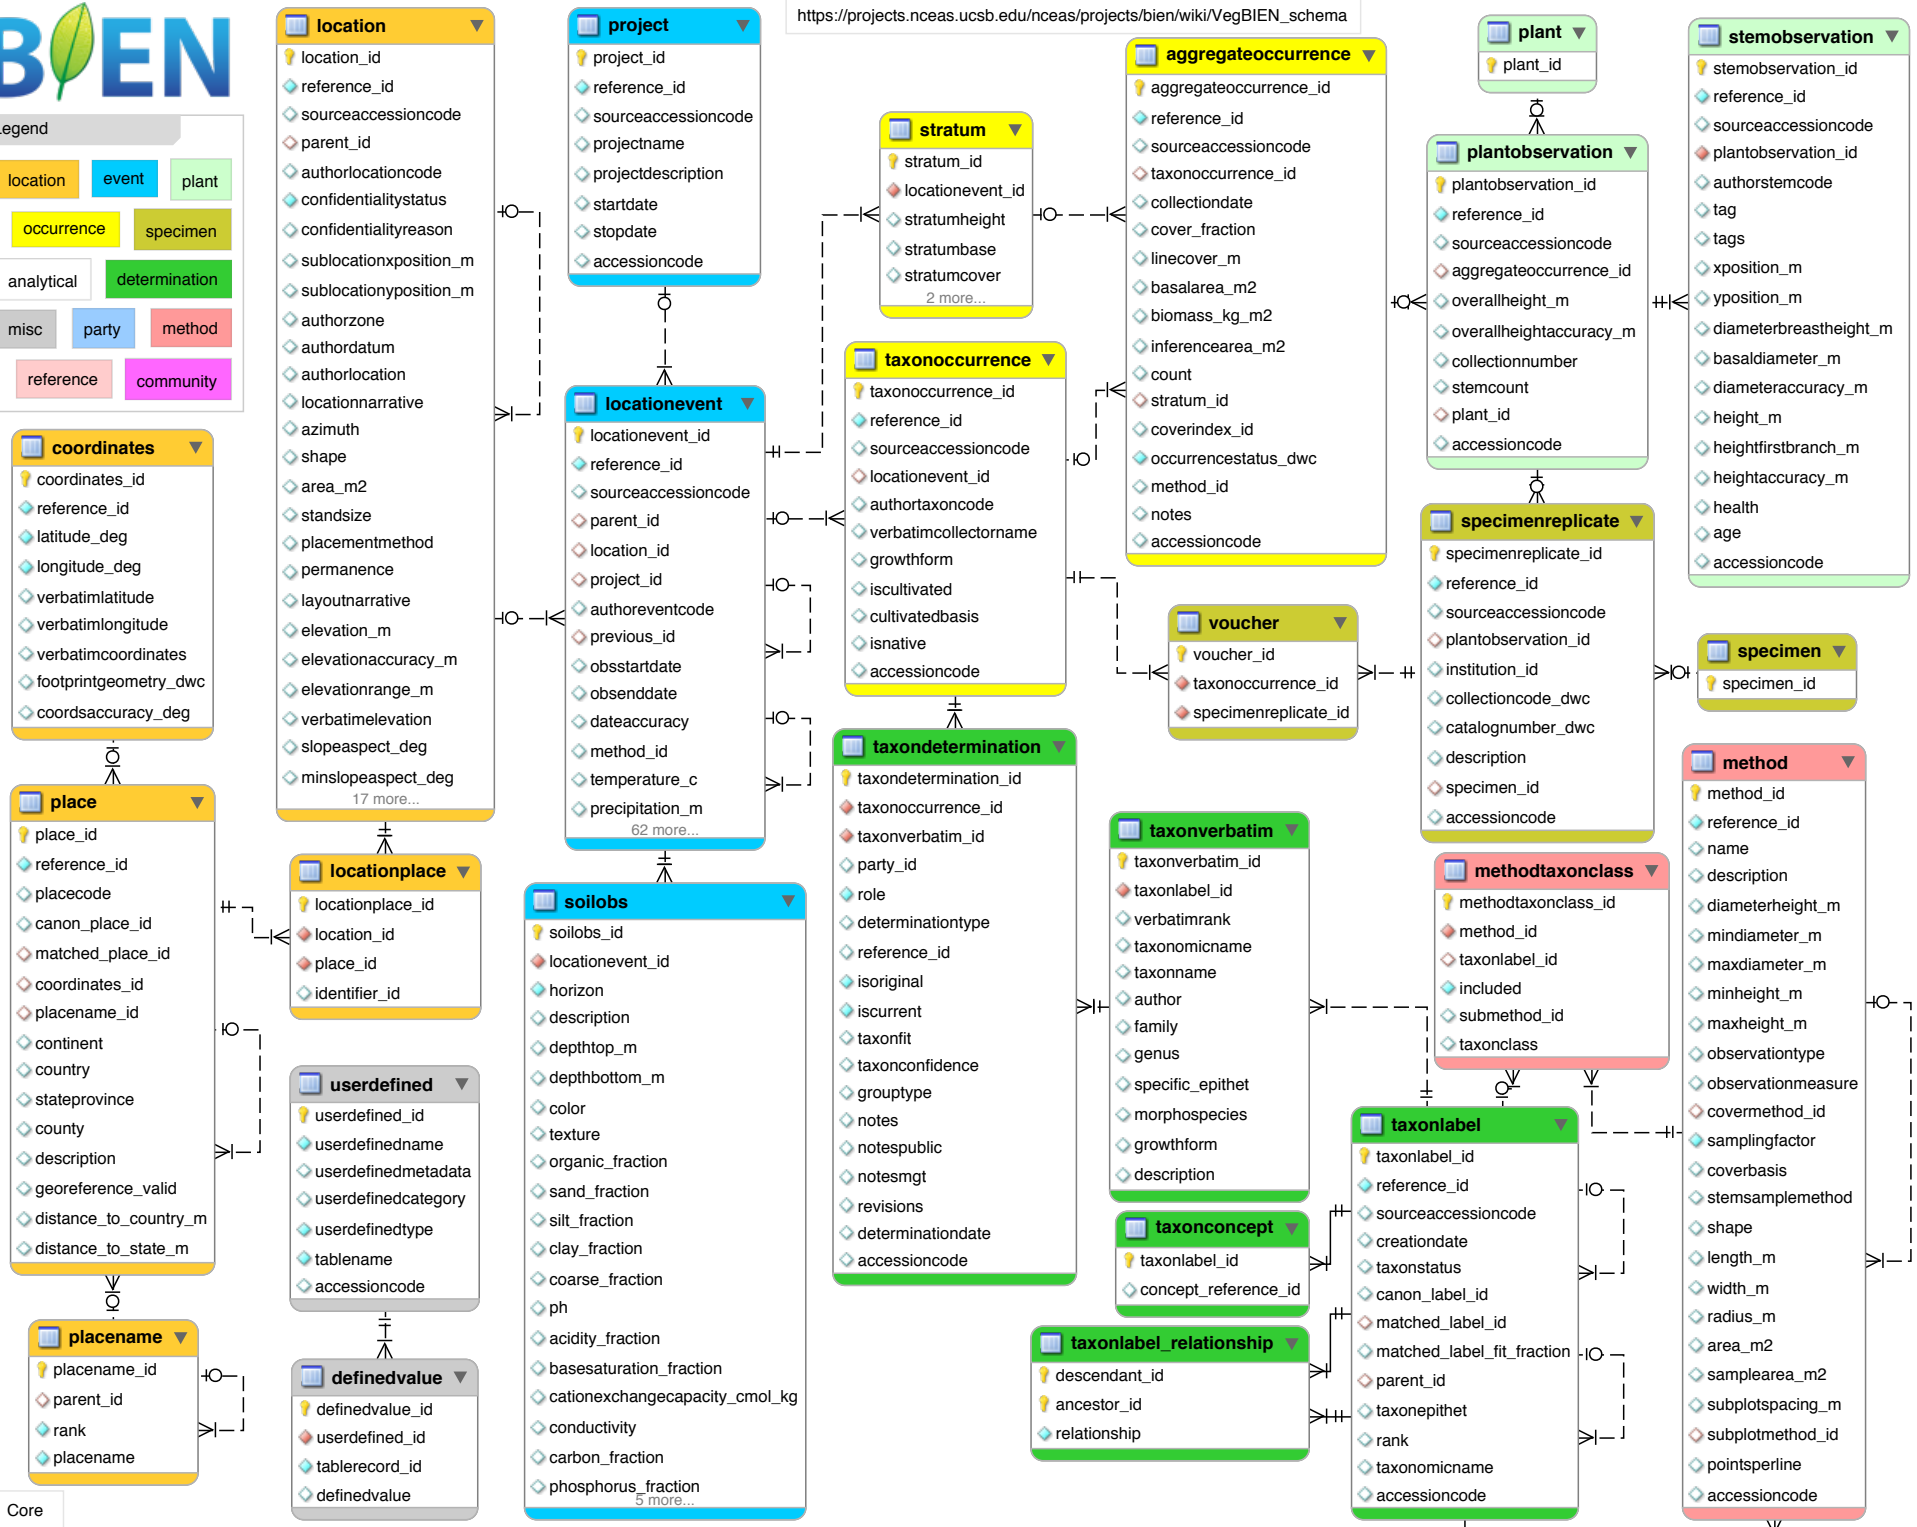 BIEN
https://projects.nceas.ucsb.edu/nceas/projects/bien/wiki/VegBIEN_schema
Legend
location
event
plant
occurrence
specimen
analytical
determination
misc
party
method
reference
community
location
location_id
reference_id
sourceaccessioncode
parent_id
authorlocationcode
confidentialitystatus
confidentialityreason
sublocationxposition_m
sublocationyposition_m
authorzone
authordatum
authorlocation
locationnarrative
azimuth
shape
area_m2
standsize
placementmethod
permanence
layoutnarrative
elevation_m
elevationaccuracy_m
elevationrange_m
verbatimelevation
slopeaspect_deg
minslopeaspect_deg
17 more...
project
project_id
reference_id
sourceaccessioncode
projectname
projectdescription
startdate
stopdate
accessioncode
stratum
stratum_id
locationevent_id
stratumheight
stratumbase
stratumcover
2 more...
aggregateoccurrence
aggregateoccurrence_id
reference_id
sourceaccessioncode
taxonoccurrence_id
collectiondate
cover_fraction
linecover_m
basalarea_m2
biomass_kg_m2
inferencearea_m2
count
stratum_id
coverindex_id
occurrencestatus_dwc
method_id
notes
accessioncode
plant
plant_id
plantobservation
plantobservation_id
reference_id
sourceaccessioncode
aggregateoccurrence_id
overallheight_m
overallheightaccuracy_m
collectionnumber
stemcount
plant_id
accessioncode
stemobservation
stemobservation_id
reference_id
sourceaccessioncode
plantobservation_id
authorstemcode
tag
tags
xposition_m
yposition_m
diameterbreastheight_m
basaldiameter_m
diameteraccuracy_m
height_m
heightfirstbranch_m
heightaccuracy_m
health
age
accessioncode
coordinates
coordinates_id
reference_id
latitude_deg
longitude_deg
verbatimlatitude
verbatimlongitude
verbatimcoordinates
footprintgeometry_dwc
coordsaccuracy_deg
locationevent
locationevent_id
reference_id
sourceaccessioncode
parent_id
location_id
project_id
authoreventcode
previous_id
obsstartdate
obsenddate
dateaccuracy
method_id
temperature_c
precipitation_m
62 more...
taxonoccurrence
taxonoccurrence_id
reference_id
sourceaccessioncode
locationevent_id
authortaxoncode
verbatimcollectorname
growthform
iscultivated
cultivatedbasis
isnative
accessioncode
voucher
voucher_id
taxonoccurrence_id
specimenreplicate_id
specimenreplicate
specimenreplicate_id
reference_id
sourceaccessioncode
plantobservation_id
institution_id
collectioncode_dwc
catalognumber_dwc
description
specimen_id
accessioncode
specimen
specimen_id
place
place_id
reference_id
placecode
canon_place_id
matched_place_id
coordinates_id
placename_id
continent
country
stateprovince
county
description
georeference_valid
distance_to_country_m
distance_to_state_m
locationplace
locationplace_id
location_id
place_id
identifier_id
soilobs
soilobs_id
locationevent_id
horizon
description
depthtop_m
depthbottom_m
color
texture
organic_fraction
sand_fraction
silt_fraction
clay_fraction
coarse_fraction
ph
acidity_fraction
basesaturation_fraction
cationexchangecapacity_cmol_kg
conductivity
carbon_fraction
phosphorus_fraction
5 more...
taxondetermination
taxondetermination_id
taxonoccurrence_id
taxonverbatim_id
party_id
role
determinationtype
reference_id
isoriginal
iscurrent
taxonfit
taxonconfidence
grouptype
notes
notespublic
notesmgt
revisions
determinationdate
accessioncode
taxonverbatim
taxonverbatim_id
taxonlabel_id
verbatimrank
taxonomicname
taxonname
author
family
genus
specific_epithet
morphospecies
growthform
description
methodtaxonclass
methodtaxonclass_id
method_id
taxonlabel_id
included
submethod_id
taxonclass
method
method_id
reference_id
name
description
diameterheight_m
mindiameter_m
maxdiameter_m
minheight_m
maxheight_m
observationtype
observationmeasure
covermethod_id
samplingfactor
coverbasis
stemsamplemethod
shape
length_m
width_m
radius_m
area_m2
samplearea_m2
subplotspacing_m
subplotmethod_id
pointsperline
accessioncode
userdefined
userdefined_id
userdefinedname
userdefinedmetadata
userdefinedcategory
userdefinedtype
tablename
accessioncode
taxonlabel
taxonlabel_id
reference_id
sourceaccessioncode
creationdate
taxonstatus
canon_label_id
matched_label_id
matched_label_fit_fraction
parent_id
taxonepithet
rank
taxonomicname
accessioncode
taxonconcept
taxonlabel_id
concept_reference_id
taxonlabel_relationship
descendant_id
ancestor_id
relationship
placename
placename_id
parent_id
rank
placename
definedvalue
definedvalue_id
userdefined_id
tablerecord_id
definedvalue
Core